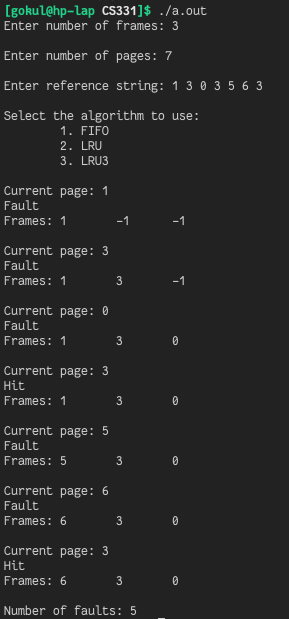 [gokul@hp-lap CS331]$ ./a.out
Enter number of frames: 3
Enter number of pages: 7
Enter reference string: 1 3 0 3 5 6 3
Select the algorithm to use:
1. FIFO
2. LRU
3. LRU3
Current page: 1
Fault
Frames: 1 -1 -1
Current page: 3
Fault
Frames: 1 3 -1
Current page: 0
Fault
Frames: 1 3 0
Current page: 3
Hit
Frames: 1 3 0
Current page: 5
Fault
Frames: 5 3 0
Current page: 6
Fault
Frames: 6 3 0
Current page: 3
Hit
Frames: 6 3 0
Number of faults: 5